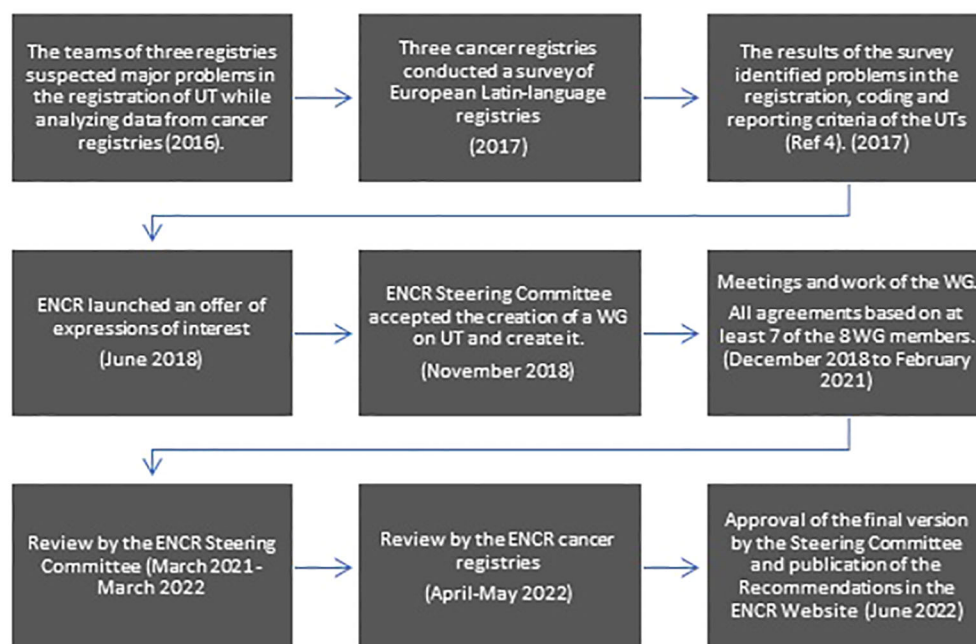 The teams of three registries
suspected major problems in
the registration of UT while
analyzing data from cancer
registries (2016).
Three cancer registries
conducted a survey of
European Latin-language
registries
(2017)
The results of the survey
identified problems in the
registration, coding and
reporting criteria of the UTs
(Ref 4). (2017)
ENCR launched an offer of
expressions of interest
(June 2018)
ENCR Steering Committee
accepted the creation of a WG
on UT and create it.
(November 2018)
Meetings and work of the WG.
All agreements based on at
least 7 of the 8 WG members.
(December 2018 to February
2021)
Review by the ENCR Steering
Committee (March 2021-
March 2022
Review by the ENCR cancer
registries
(April-May 2022)
Approval of the final version
by the Steering Committee
and publication of the
Recommendations in the
ENCR Website (June 2022)